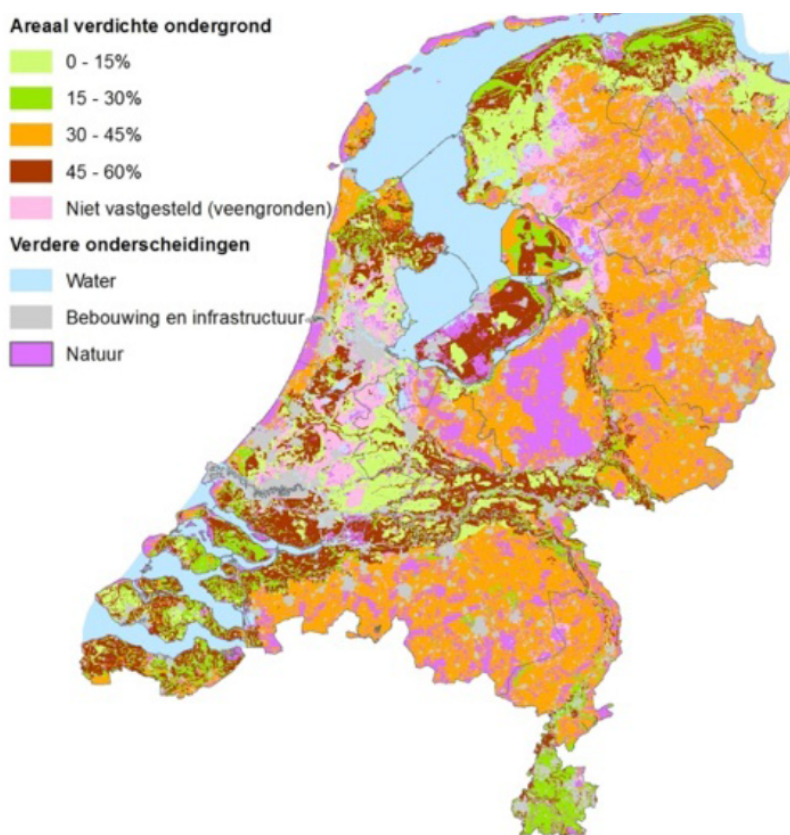 Areaal verdichte ondergrond
0 - 15%
15 - 30%
30 - 45%
45 - 60%
Niet vastgesteld (veengronden)
Verdere onderscheidingen
Water
Bebouwing en infrastructuur
Natuur